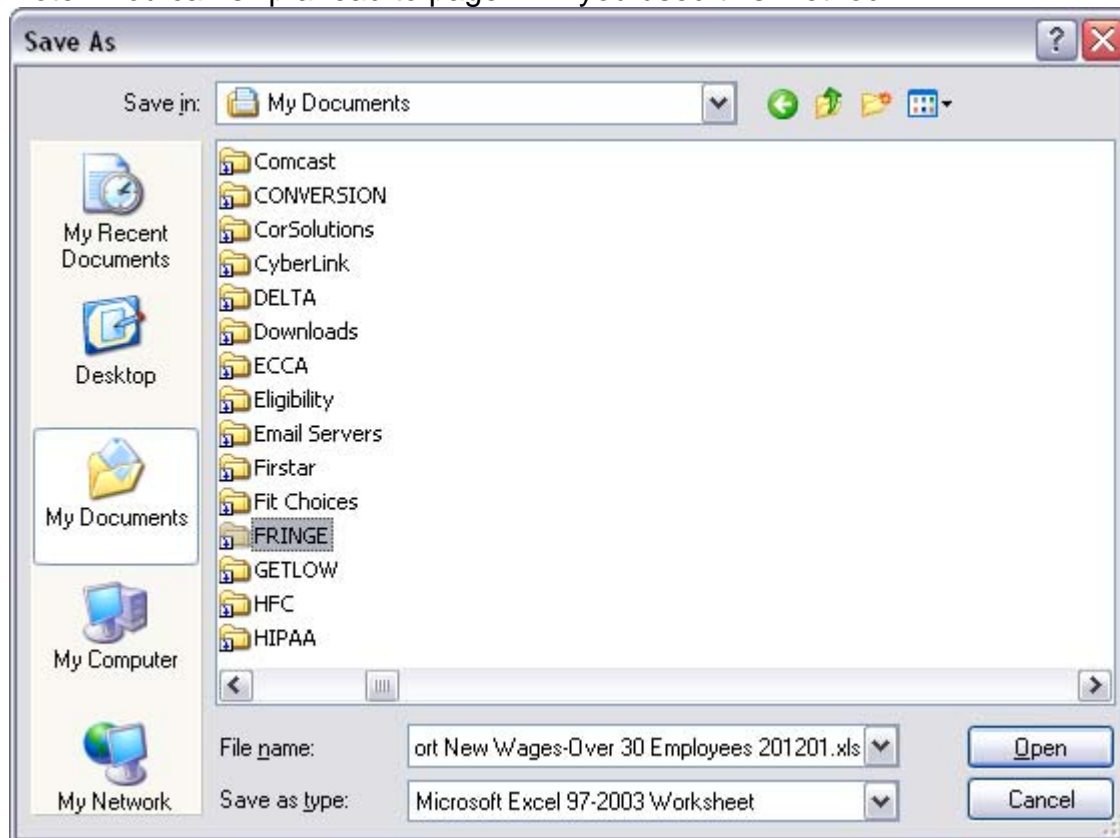 Save As
Save in: My Documents
My Recent
Documents
Desktop
My Documents
My Computer
My Network
Comcast
CONVERSION
CorSolutions
CyberLink
DELTA
Downloads
ECCA
Eligibility
Email Servers
Firstar
Fit Choices
FRINGE
GETLOW
HFC
HIPAA
File name: ort New Wages-Over 30 Employees 201201.xls Open
Save as type: Microsoft Excel 97-2003 Worksheet Cancel